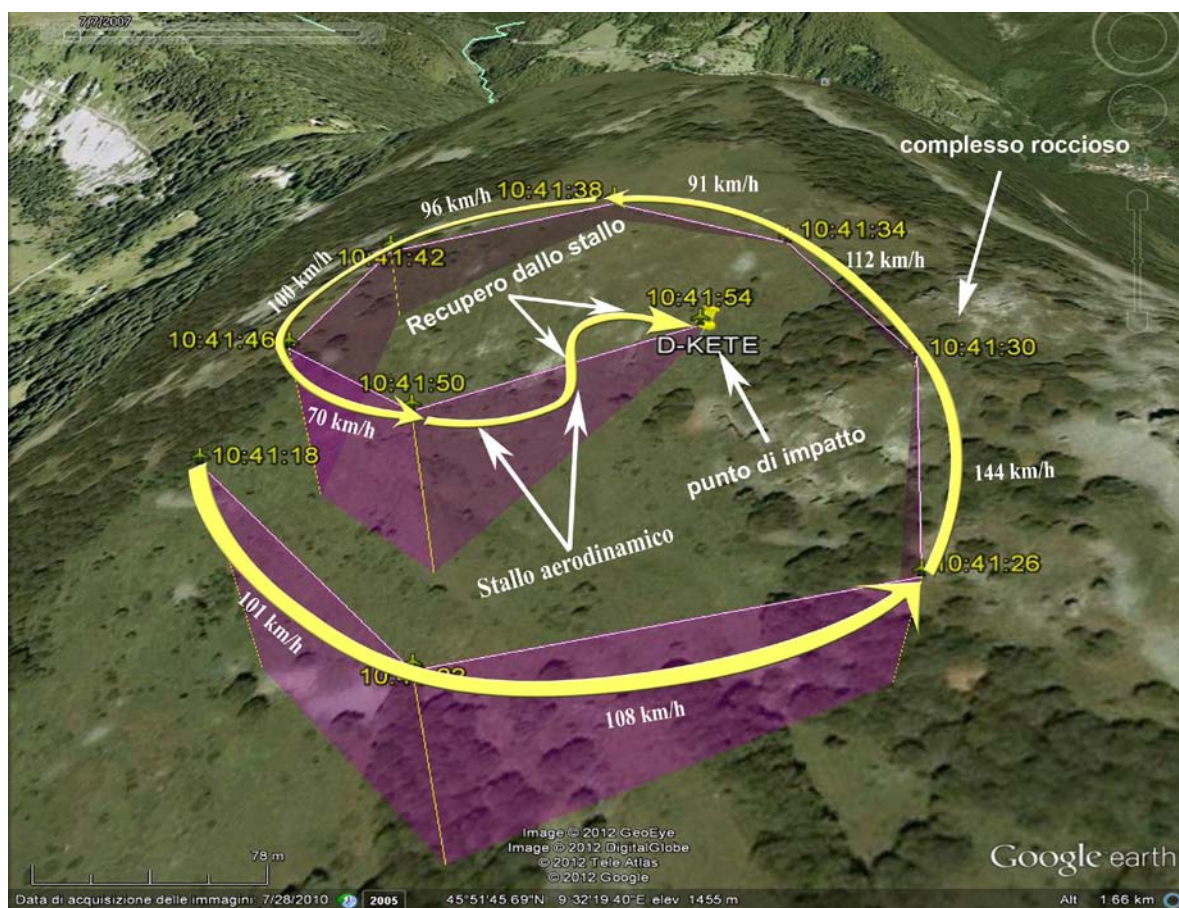 7/7/2007
complesso roccioso
10:41:38
91 km/h
96 km/h
10:41:34
10:41:42
112 km/h
Recupero dallo stallo
100 km/h
10:41:54
10:41:46
D-KETE
10:41:30
10:41:50
70 km/h
punto di impatto
10:41:18
144 km/h
Stallo aerodinamico
10:41:26
101 km/h
108 km/h
Image © 2012 GeoEye
Image © 2012 DigitalGlobe
© 2012 Tele Atlas
© 2012 Google
78 m
Google earth
Data di acquisizione delle immagini: 7/28/2010 2005 45°51'45.69"N 9°32'19.40"E elev 1455 m Alt 1.66 km